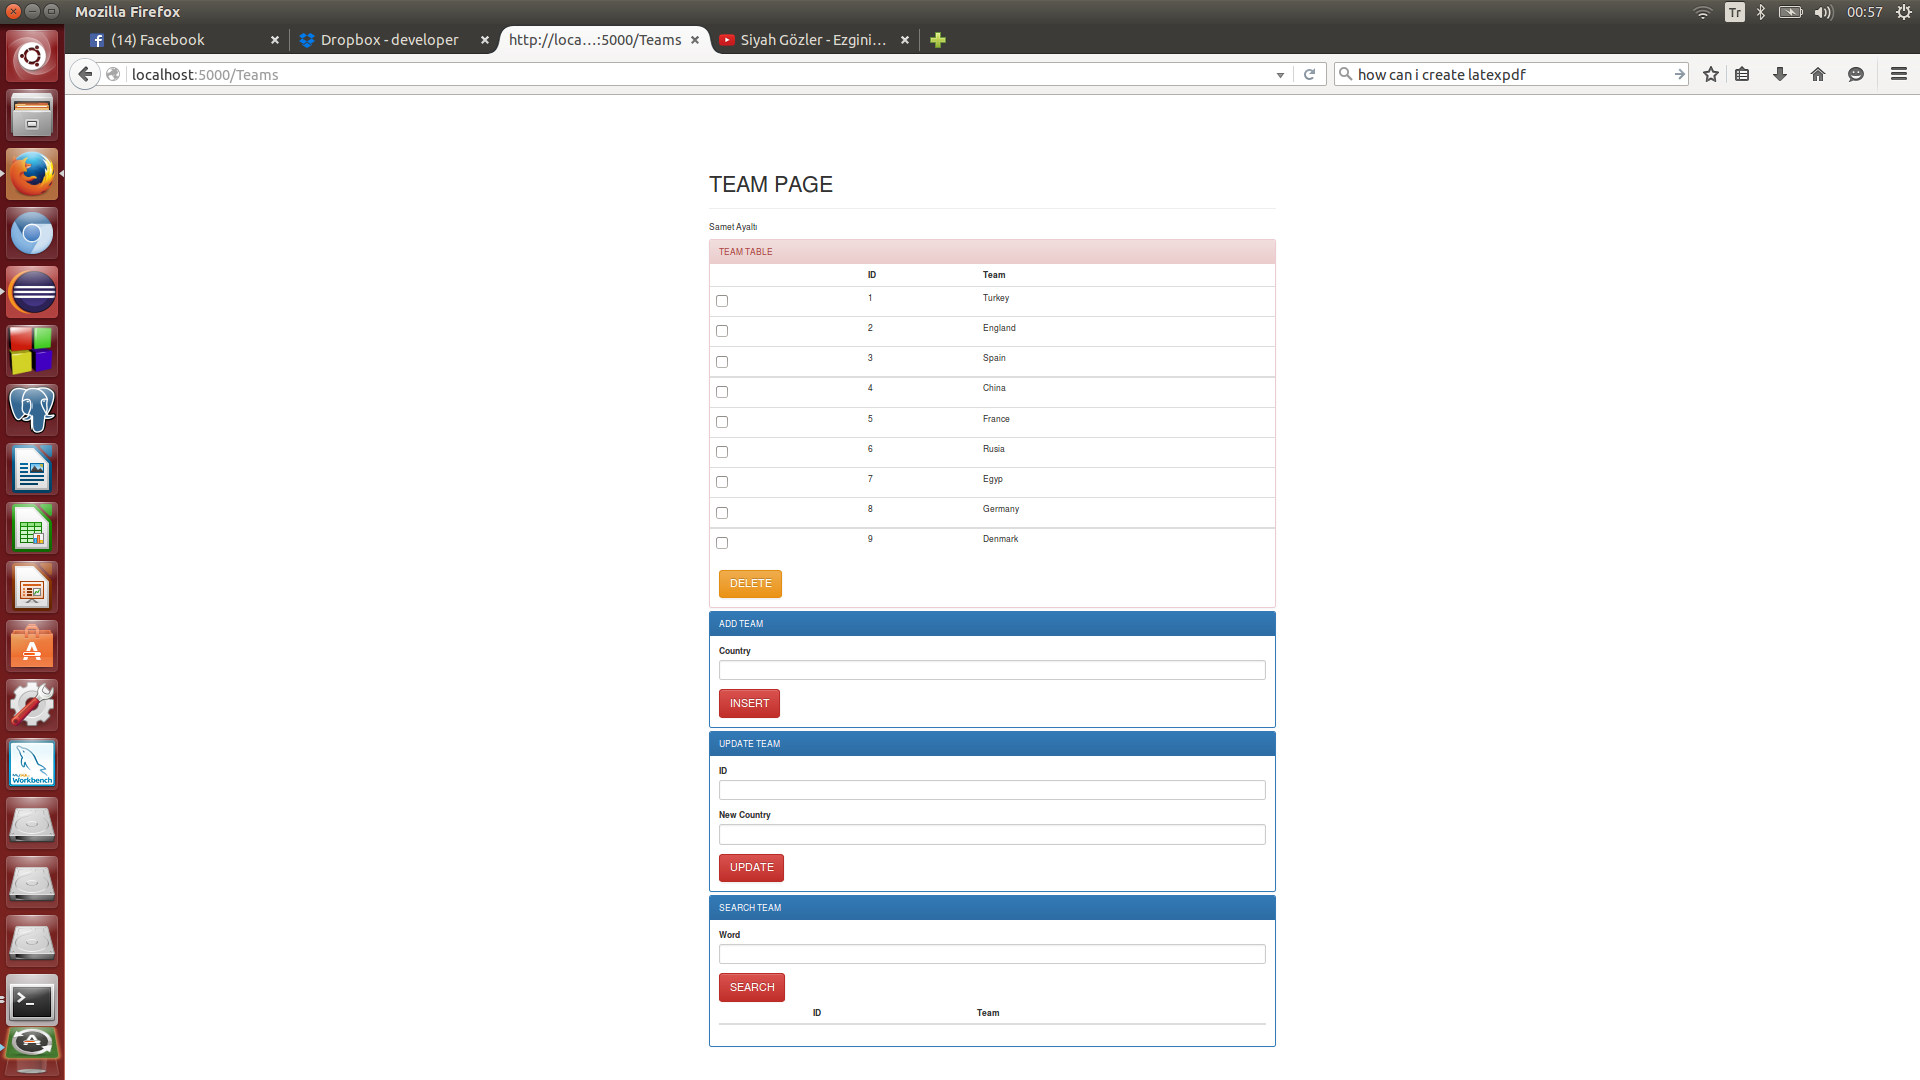 Mozilla Firefox
Tr
00:57
(14) Facebook
Dropbox - developer
http://loca...:5000/Teams
Siyah Gözler - Ezgini...
localhost:5000/Teams
how can i create latexpdf
TEAM PAGE
Samet Ayaltı
TEAM TABLE
ID Team
1 Turkey
2 England
3 Spain
4 China
5 France
6 Rusia
7 Egyp
8 Germany
9 Denmark
DELETE
ADD TEAM
Country
INSERT
UPDATE TEAM
ID
New Country
UPDATE
SEARCH TEAM
Word
SEARCH
ID Team
Workbench